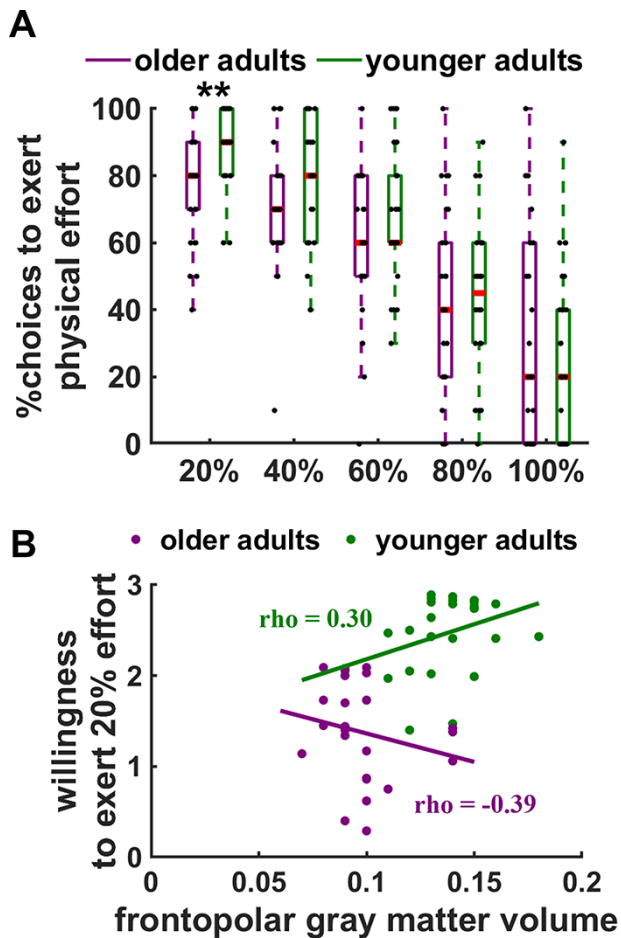 A
older adults younger adults
**
100
80
60
40
20
0
%choices to exert
physical effort
20% 40% 60% 80% 100%
B
older adults younger adults
3
2
1
0
willingness
to exert 20% effort
rho = 0.30
rho = -0.39
0 0.05 0.1 0.15 0.2
frontopolar gray matter volume